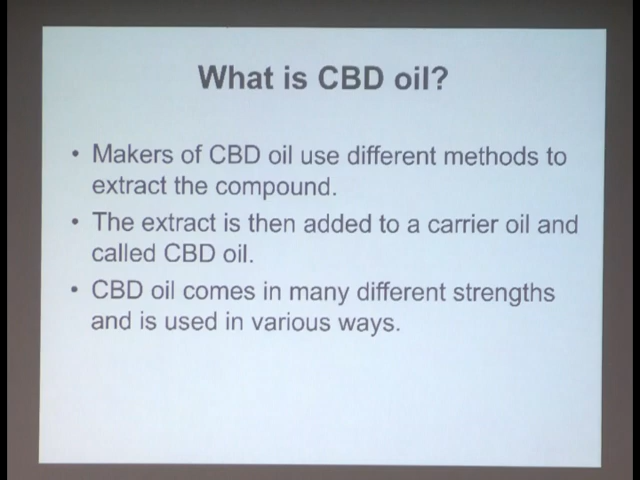 What is CBD oil?
• Makers of CBD oil use different methods to
extract the compound.
• The extract is then added to a carrier oil and
called CBD oil.
• CBD oil comes in many different strengths
and is used in various ways.